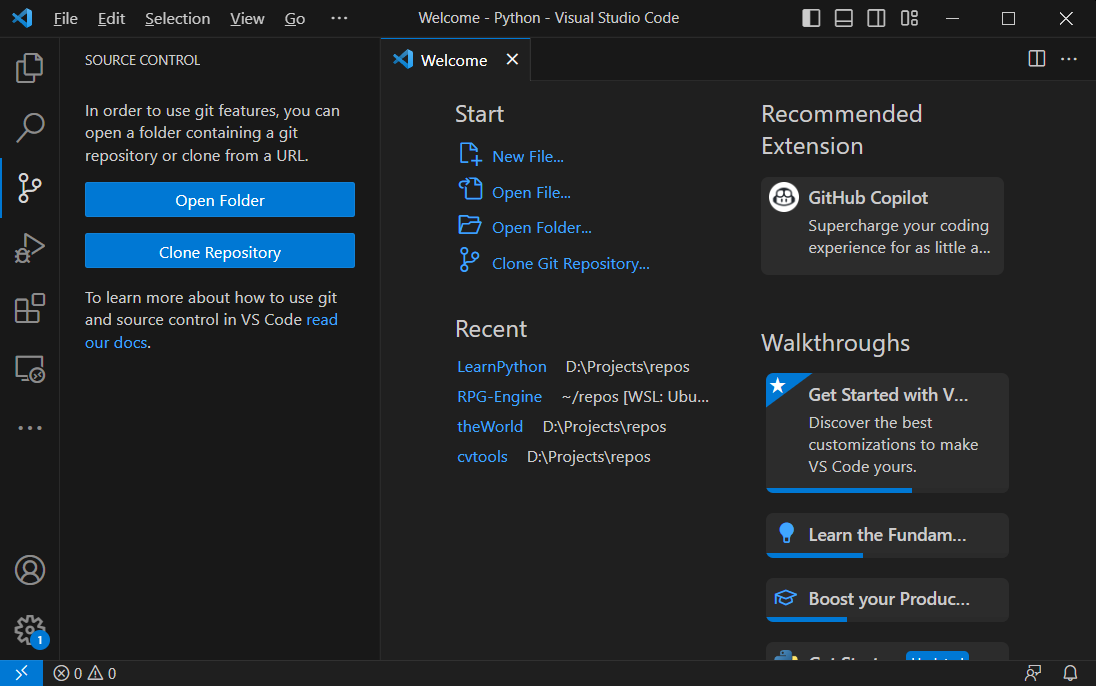 File Edit Selection View Go ··· Welcome - Python - Visual Studio Code
SOURCE CONTROL
In order to use git features, you can
open a folder containing a git
repository or clone from a URL.
Open Folder
Clone Repository
To learn more about how to use git
and source control in VS Code read
our docs.
Welcome
Start
New File...
Open File...
Open Folder...
Clone Git Repository...
Recent
LearnPython D:\Projects\repos
RPG-Engine ~/repos [WSL: Ubu...
theWorld D:\Projects\repos
cvtools D:\Projects\repos
Recommended
Extension
GitHub Copilot
Supercharge your coding
experience for as little a...
Walkthroughs
Get Started with V...
Discover the best
customizations to make
VS Code yours.
Learn the Fundam...
Boost your Produc...
1
0 0